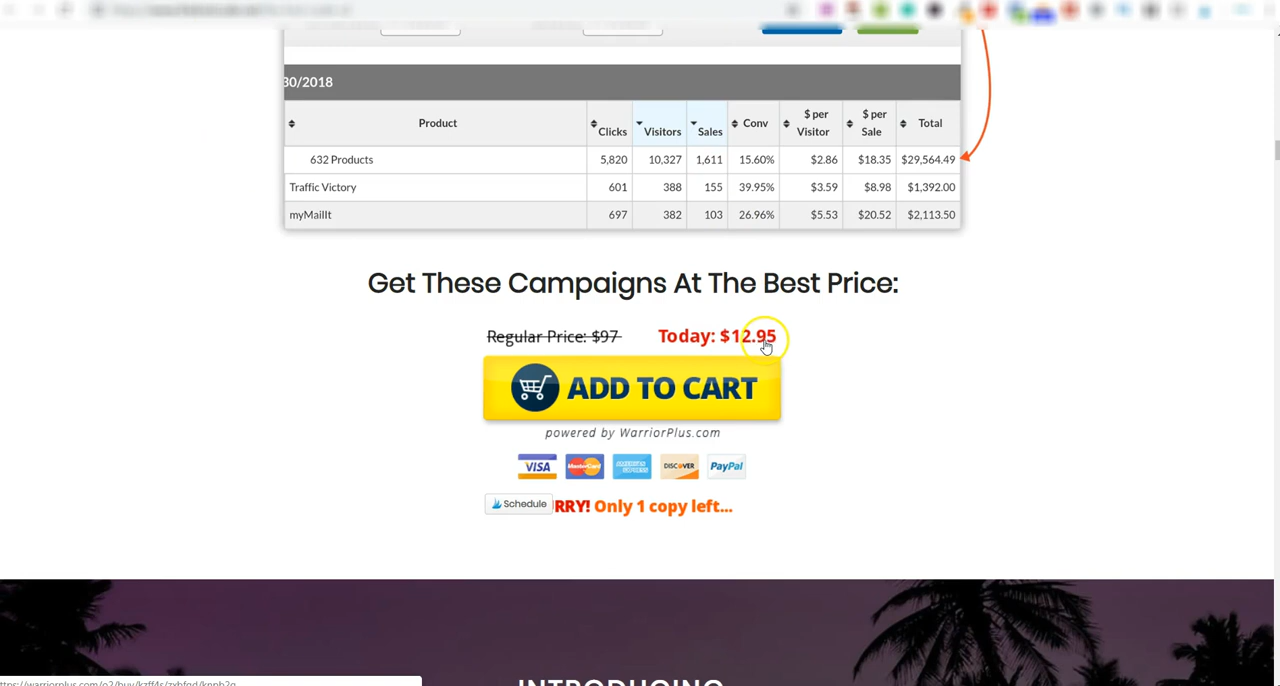 30/2018
Product Clicks Visitors Sales Conv $ per Visitor $ per Sale Total
632 Products 5,820 10,327 1,611 15.60% $2.86 $18.35 $29,564.49
Traffic Victory 601 388 155 39.95% $3.59 $8.98 $1,392.00
myMailIt 697 382 103 26.96% $5.53 $20.52 $2,113.50
Get These Campaigns At The Best Price:
Regular Price: $97 Today: $12.95
ADD TO CART
powered by WarriorPlus.com
VISA MasterCard AMERICAN EXPRESS DISCOVER PayPal
Schedule RRY! Only 1 copy left...
INTRODUCING